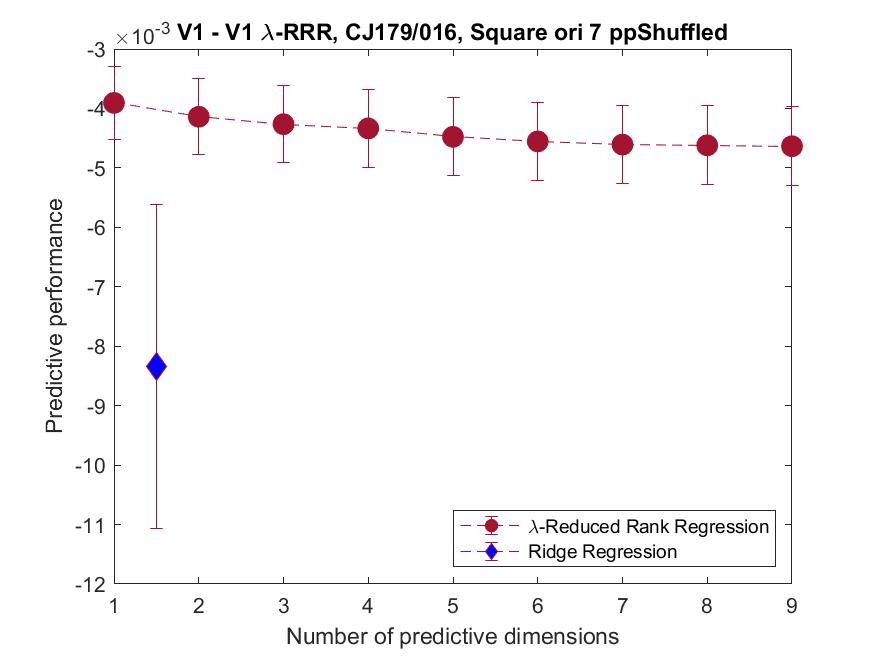 ×10⁻³ V1 - V1 λ-RRR, CJ179/016, Square ori 7 ppShuffled
-3
-4
-5
-6
-7
-8
-9
-10
-11
-12
Predictive performance
λ-Reduced Rank Regression
Ridge Regression
1 2 3 4 5 6 7 8 9
Number of predictive dimensions